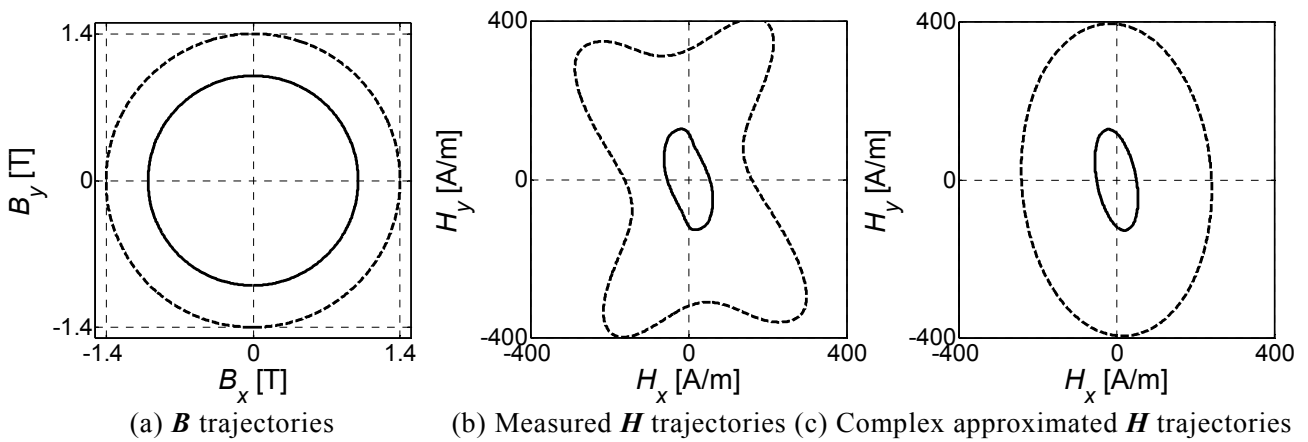 1.4
0
-1.4
-1.4
0
1.4
B_y [T]
B_x [T]
400
0
-400
-400
0
400
H_y [A/m]
H_x [A/m]
400
0
-400
-400
0
400
H_y [A/m]
H_x [A/m]
(a) B trajectories
(b) Measured H trajectories
(c) Complex approximated H trajectories